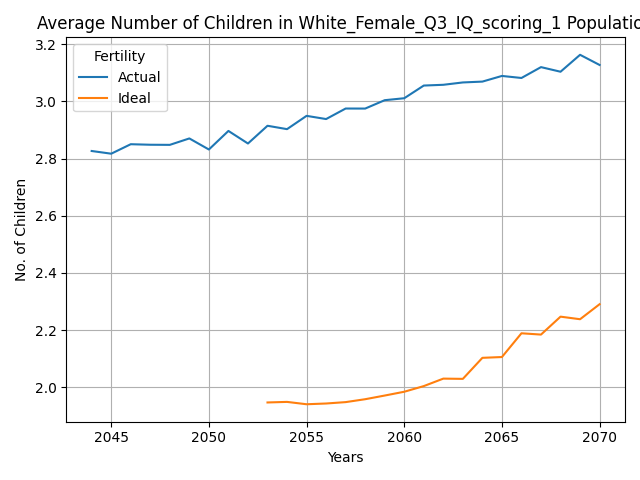 Average Number of Children in White_Female_Q3_IQ_scoring_1 Populatio
Fertility
Actual
Ideal
3.2
3.0
2.8
2.6
2.4
2.2
2.0
No. of Children
2045 2050 2055 2060 2065 2070
Years